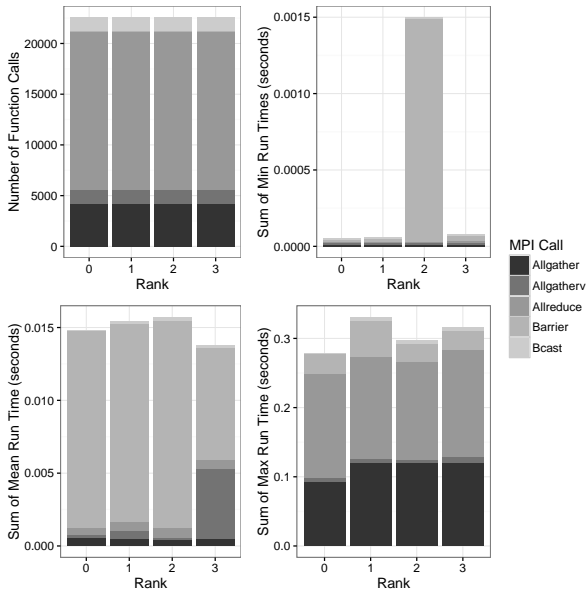 Number of Function Calls
20000
15000
10000
5000
0
0 1 2 3
Rank
Sum of Min Run Times (seconds)
0.0015
0.0010
0.0005
0.0000
0 1 2 3
Rank
MPI Call
Allgather
Allgatherv
Allreduce
Barrier
Bcast
Sum of Mean Run Time (seconds)
0.015
0.010
0.005
0.000
0 1 2 3
Rank
Sum of Max Run Time (seconds)
0.3
0.2
0.1
0.0
0 1 2 3
Rank